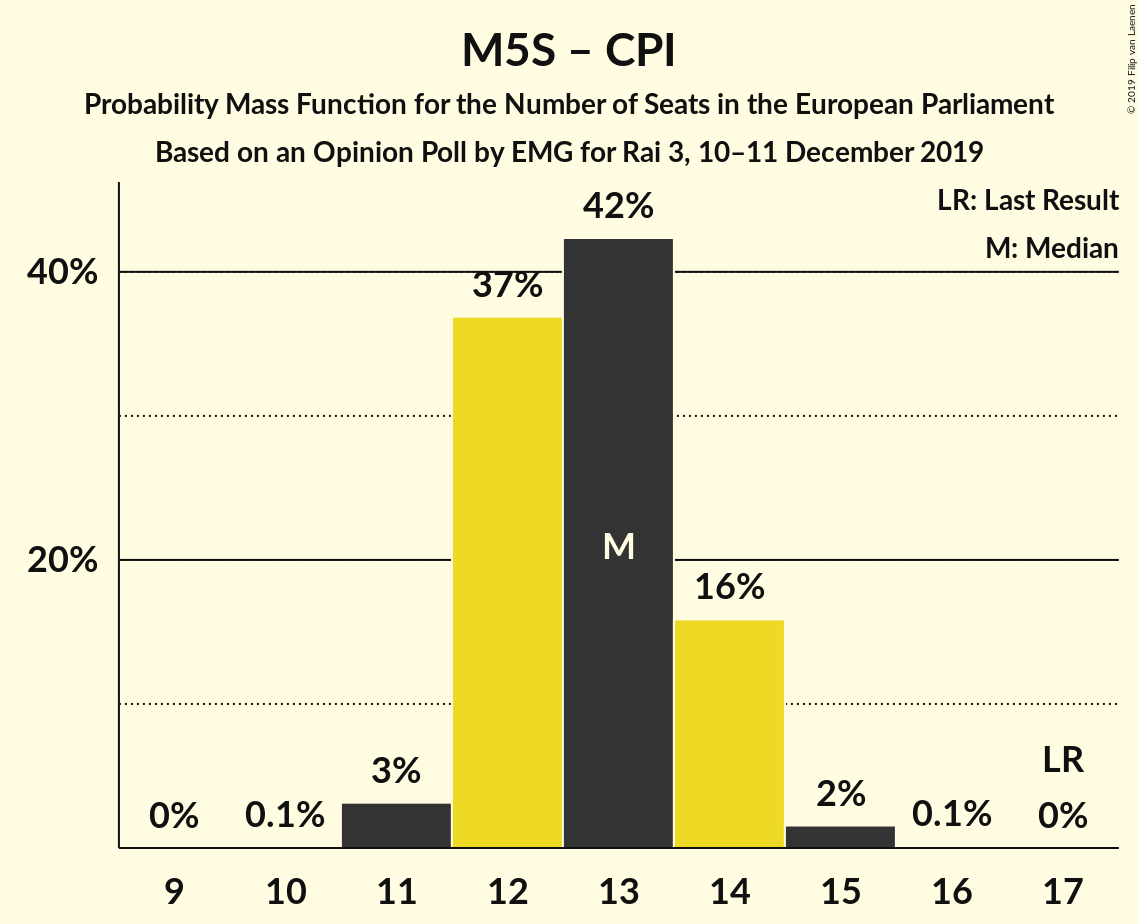 M5S – CPI
Probability Mass Function for the Number of Seats in the European Parliament
Based on an Opinion Poll by EMG for Rai 3, 10–11 December 2019
© 2019 Filip van Laenen
LR: Last Result
M: Median
40%
20%
0%
0.1%
3%
37%
42%
M
16%
2%
0.1%
LR
0%
9 10 11 12 13 14 15 16 17